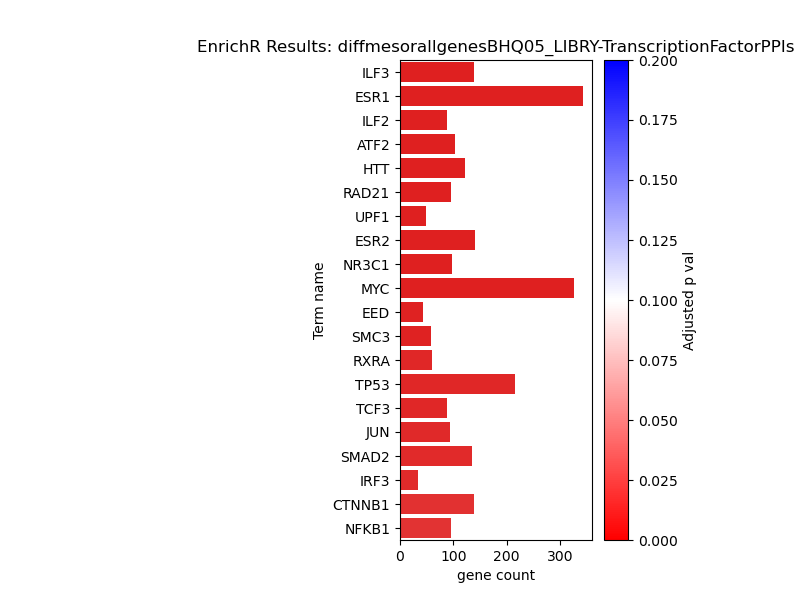 EnrichR Results: diffmesorallgenesBHQ05_LIBRY-TranscriptionFactorPPIs
Term name
ILF3
ESR1
ILF2
ATF2
HTT
RAD21
UPF1
ESR2
NR3C1
MYC
EED
SMC3
RXRA
TP53
TCF3
JUN
SMAD2
IRF3
CTNNB1
NFKB1
0 100 200 300
gene count
0.200
0.175
0.150
0.125
0.100
0.075
0.050
0.025
0.000
Adjusted p val